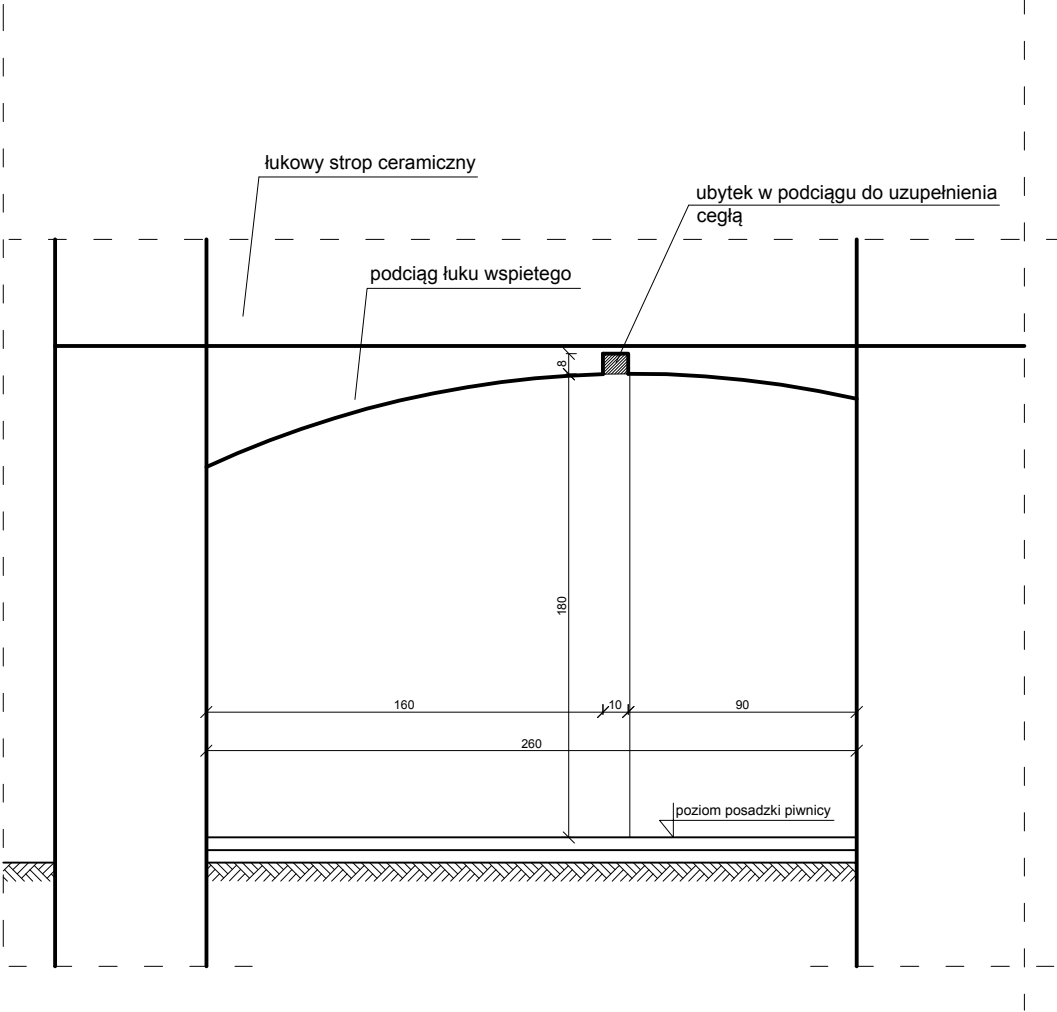 łukowy strop ceramiczny
ubytek w podciągu do uzupełnienia
cegłą
podciąg łuku wspietego
8
180
160
10
90
260
poziom posadzki piwnicy